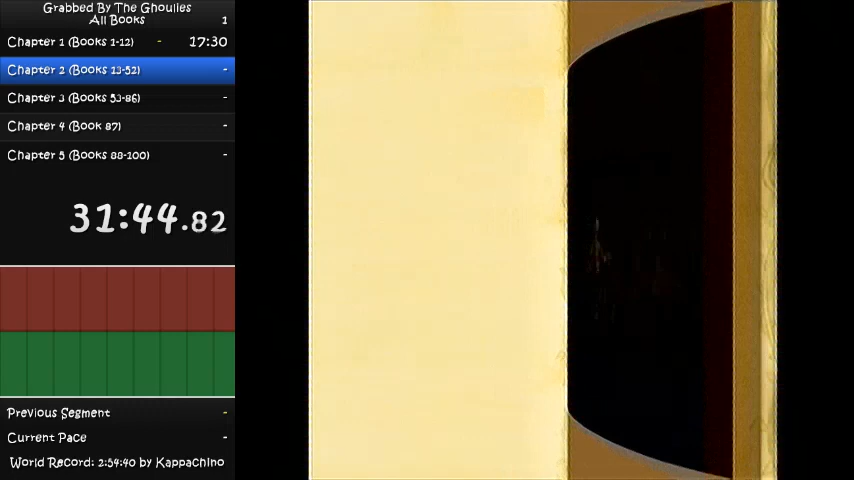 Grabbed By The Ghoulies
All Books 1
Chapter 1 (Books 1-12) - 17:30
Chapter 2 (Books 13-52) -
Chapter 3 (Books 53-86) -
Chapter 4 (Book 87) -
Chapter 5 (Books 88-100) -
31:44.82
Previous Segment -
Current Pace -
World Record: 2:54:40 by Kappachino